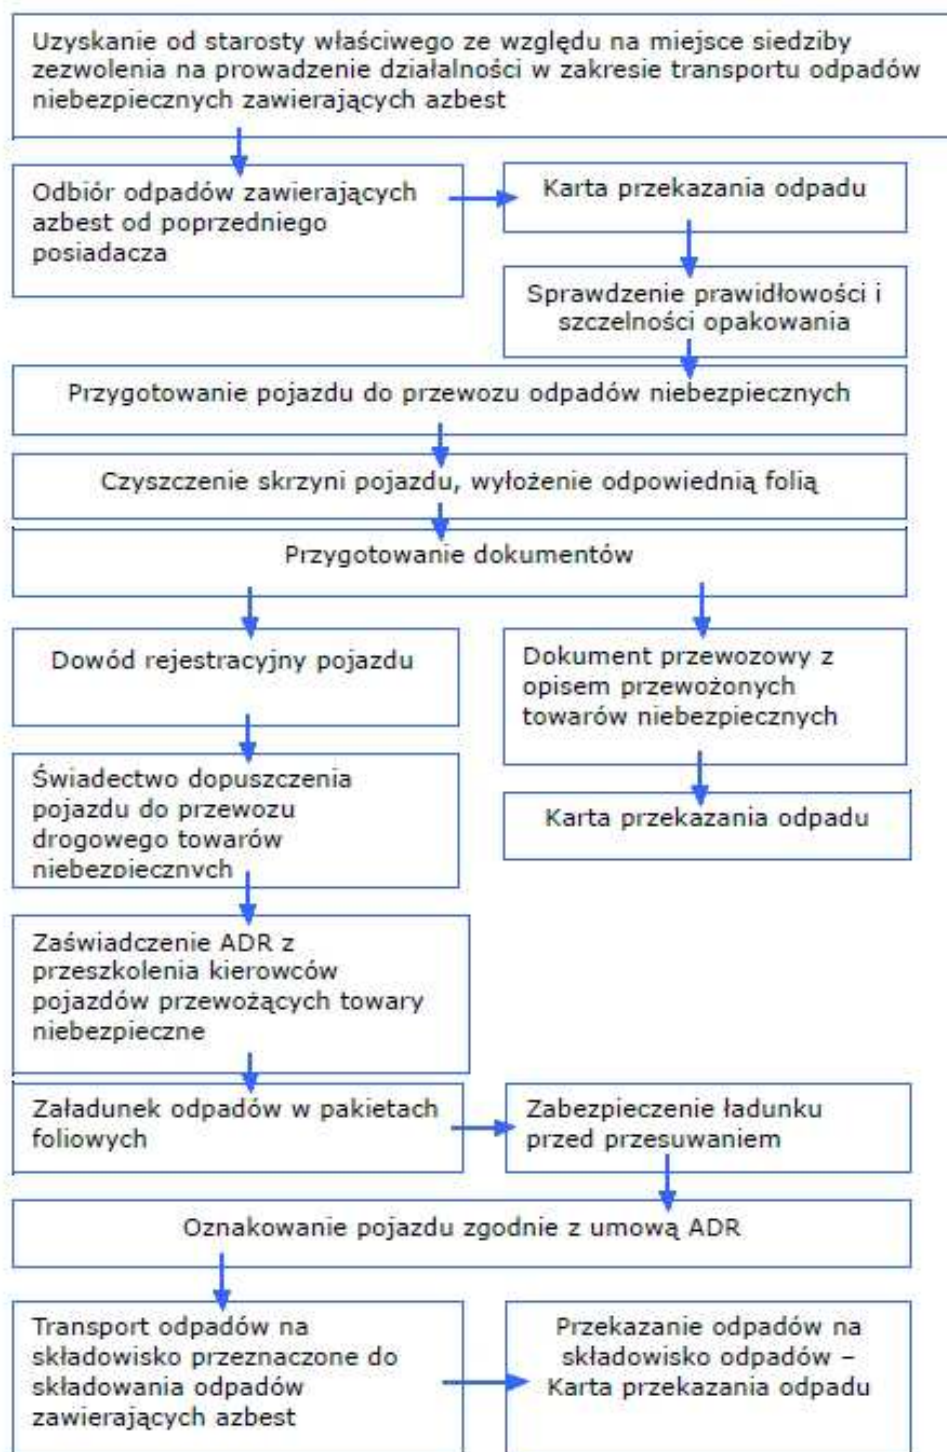 Uzyskanie od starosty właściwego ze względu na miejsce siedziby
zezwolenia na prowadzenie działalności w zakresie transportu odpadów
niebezpiecznych zawierających azbest
Odbiór odpadów zawierających
azbest od poprzedniego
posiadacza
Karta przekazania odpadu
Sprawdzenie prawidłowości i
szczelności opakowania
Przygotowanie pojazdu do przewozu odpadów niebezpiecznych
Czyszczenie skrzyni pojazdu, wyłożenie odpowiednią folią
Przygotowanie dokumentów
Dowód rejestracyjny pojazdu
Dokument przewozowy z
opisem przewożonych
towarów niebezpiecznych
Świadectwo dopuszczenia
pojazdu do przewozu
drogowego towarów
niebezpiecznych
Karta przekazania odpadu
Zaświadczenie ADR z
przeszkolenia kierowców
pojazdów przewożących towary
niebezpieczne
Załadunek odpadów w pakietach
foliowych
Zabezpieczenie ładunku
przed przesuwaniem
Oznakowanie pojazdu zgodnie z umową ADR
Transport odpadów na
składowisko przeznaczone do
składowania odpadów
zawierających azbest
Przekazanie odpadów na
składowisko odpadów –
Karta przekazania odpadu